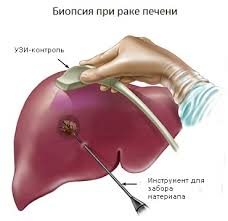 Биопсия при раке печени
УЗИ-контроль
Инструмент для
забора
материала